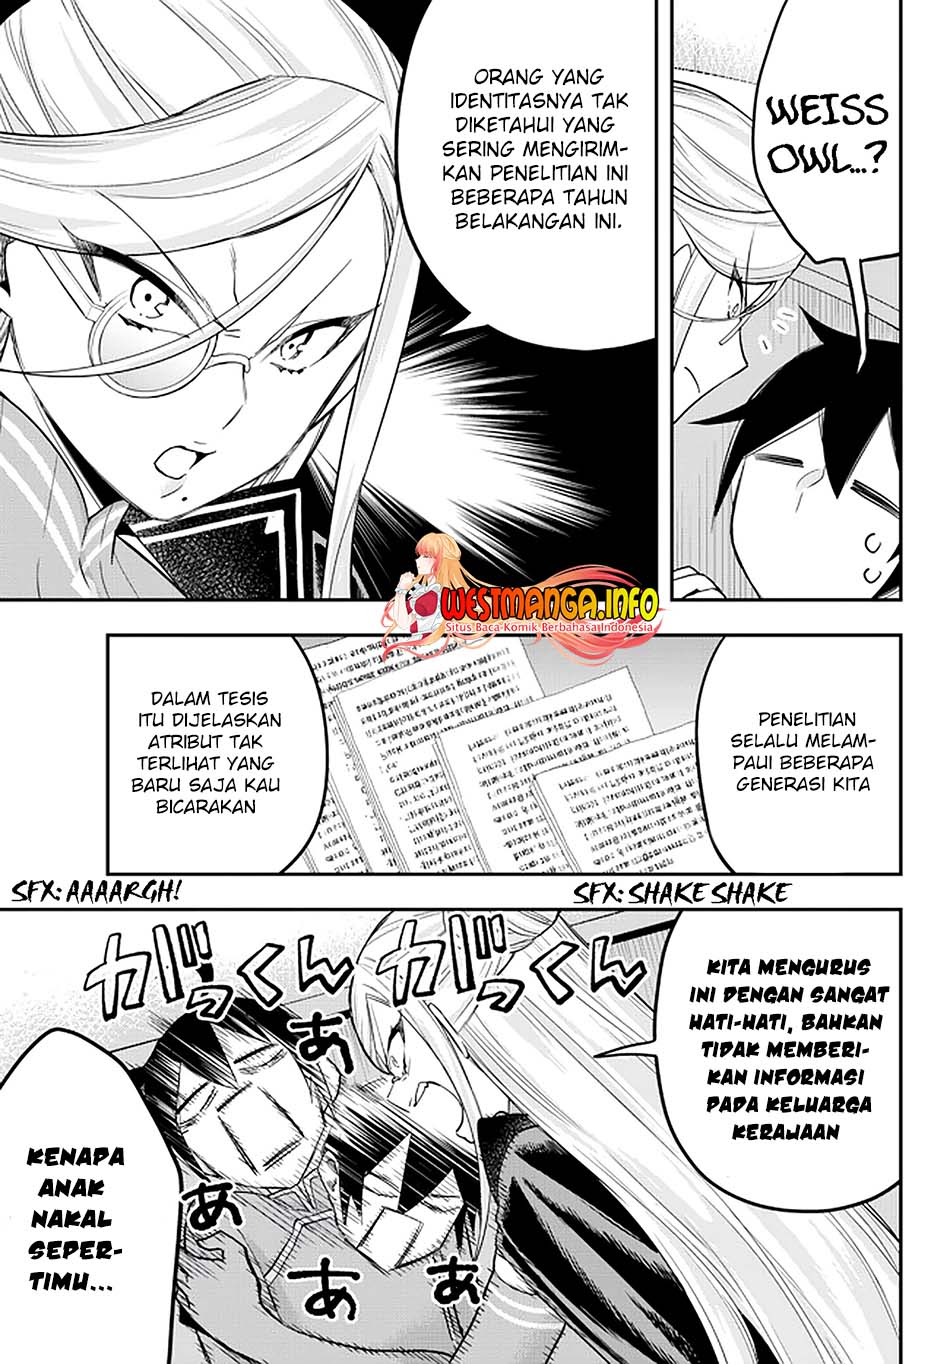 WEISS
OWL...?
ORANG YANG
IDENTITASNYA TAK
DIKETAHUI YANG
SERING MENGIRIM-
KAN PENELITIAN INI
BEBERAPA TAHUN
BELAKANGAN INI.
WESTMANGA.INFO
Situs Baca Komik Berbahasa Indonesia
PENELITIAN
SELALU MELAM-
PAUI BEBERAPA
GENERASI KITA
DALAM TESIS
ITU DIJELASKAN
ATRIBUT TAK
TERLIHAT YANG
BARU SAJA KAU
BICARAKAN
SFX: SHAKE SHAKE
SFX: AAAARGH!
がっくん
がっくん
KITA MENGURUS
INI DENGAN SANGAT
HATI-HATI, BAHKAN
TIDAK MEMBERI-
KAN INFORMASI
PADA KELUARGA
KERAJAAN
あ
あ
あ
あ
KENAPA
ANAK
NAKAL
SEPER-
TIMU...